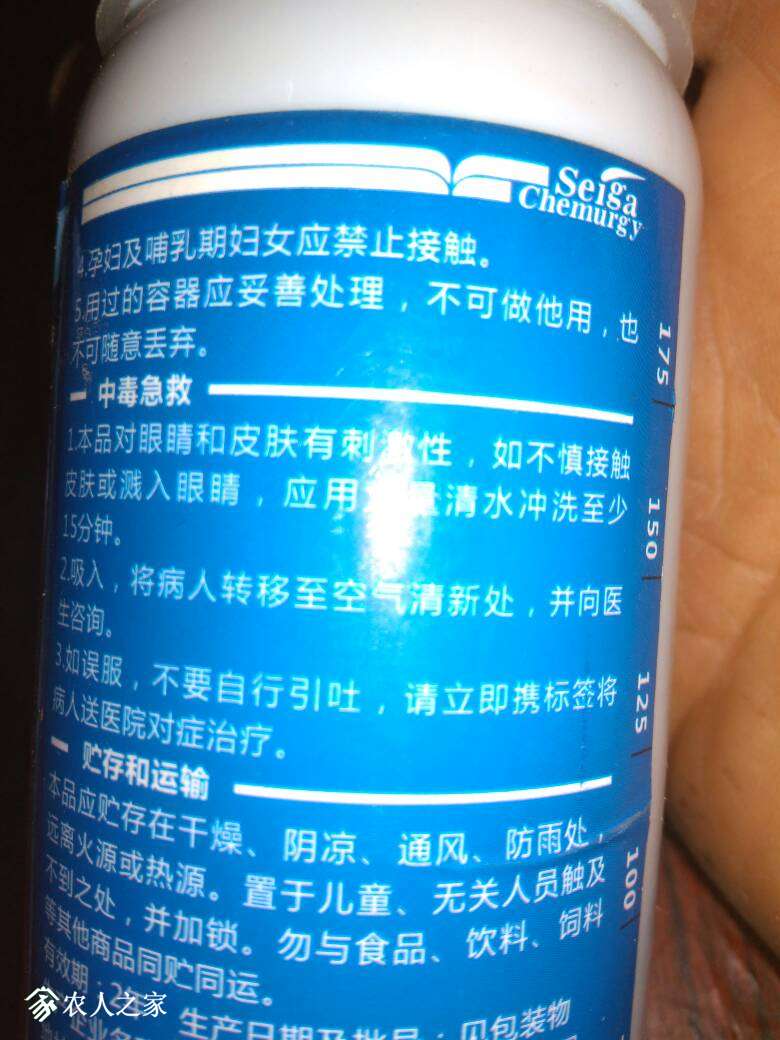 Seiga
Chemurgy
4.孕妇及哺乳期妇女应禁止接触。
5.用过的容器应妥善处理，不可做他用，也
不可随意丢弃。
中毒急救
1.本品对眼睛和皮肤有刺激性，如不慎接触
皮肤或溅入眼睛，应用清水冲洗至少
15分钟。
2.吸入，将病人转移至空气清新处，并向医
生咨询。
3.如误服，不要自行引吐，请立即携标签将
病人送医院对症治疗。
贮存和运输
本品应贮存在干燥、阴凉、通风、防雨处，
远离火源或热源。置于儿童、无关人员触及
不到之处，并加锁。勿与食品、饮料、饲料
等其他商品同贮同运。
有效期：2
生产日期及批号：见包装物
175
150
125
100
农人之家